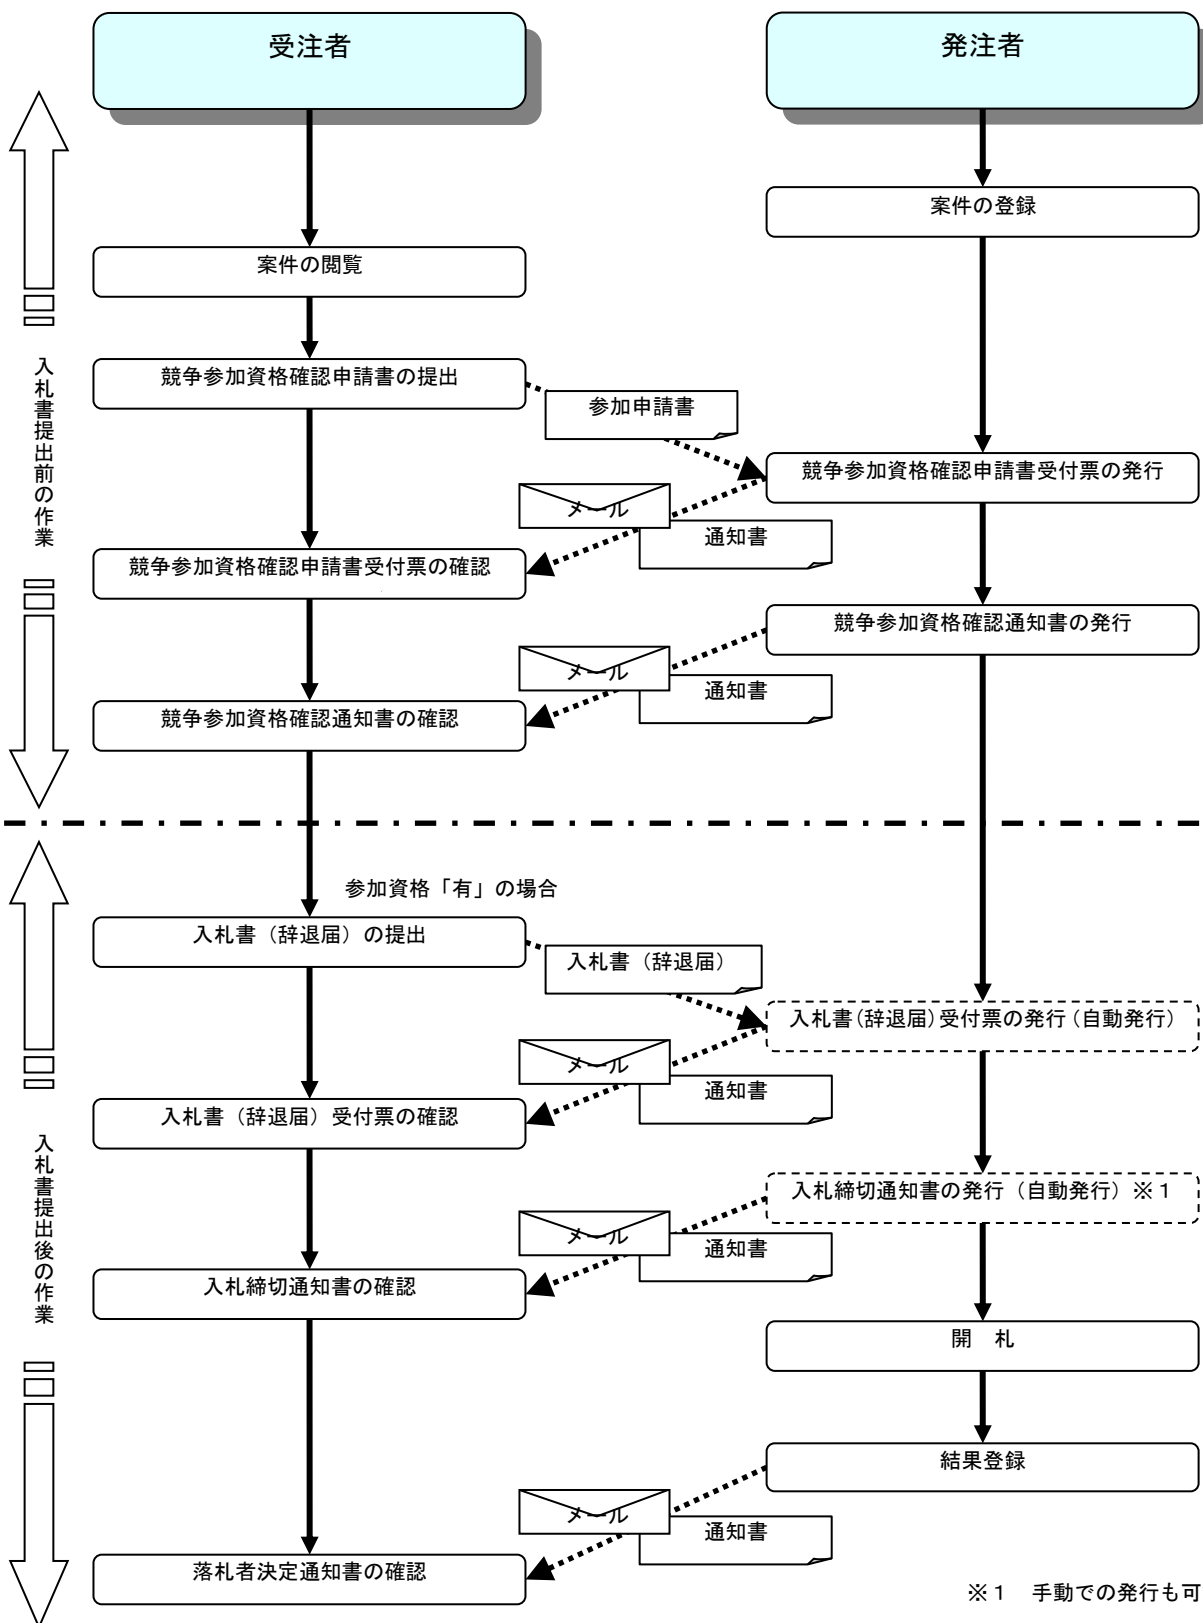 受注者
発注者
案件の登録
案件の閲覧
競争参加資格確認申請書の提出
参加申請書
競争参加資格確認申請書受付票の発行
メール
通知書
競争参加資格確認申請書受付票の確認
競争参加資格確認通知書の発行
メール
通知書
競争参加資格確認通知書の確認
入札書提出前の作業
参加資格「有」の場合
入札書（辞退届）の提出
入札書（辞退届）
入札書(辞退届)受付票の発行(自動発行)
メール
通知書
入札書（辞退届）受付票の確認
入札締切通知書の発行（自動発行）※１
メール
通知書
入札締切通知書の確認
開　札
結果登録
メール
通知書
落札者決定通知書の確認
入札書提出後の作業
※１　手動での発行も可